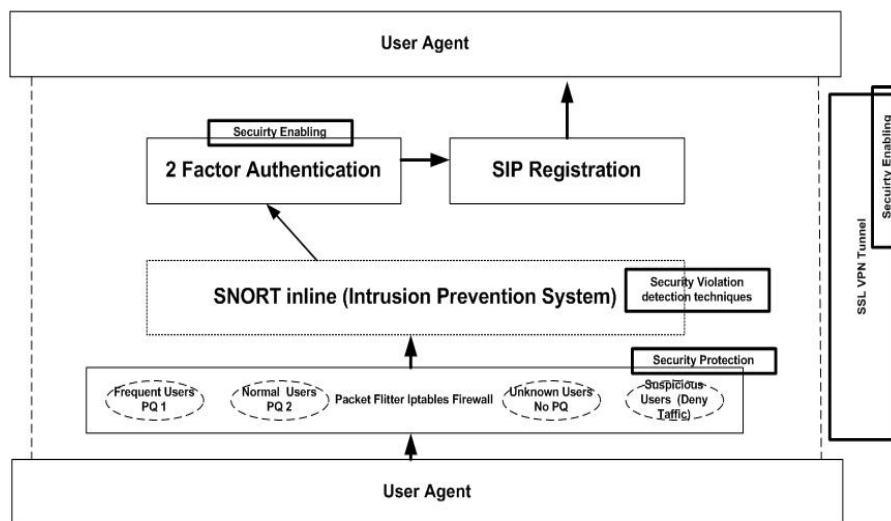 User Agent
Secuirty Enabling
2 Factor Authentication
SIP Registration
SNORT inline (Intrusion Prevention System)
Security Violation
detection techniques
Security Protection
Frequent Users
PQ 1
Normal Users
PQ 2
Packet Flitter Iptables Firewall
Unknown Users
No PQ
Suspicious
Users (Deny
Taffic)
User Agent
SSL VPN Tunnel
Secuirty Enabling